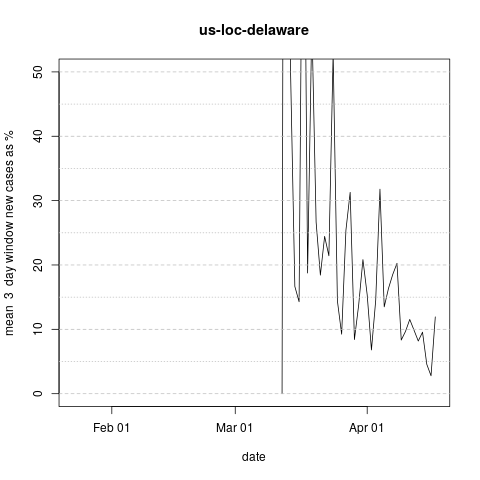 us-loc-delaware
mean  3  day window new cases as %
50
40
30
20
10
0
Feb 01
Mar 01
Apr 01
date